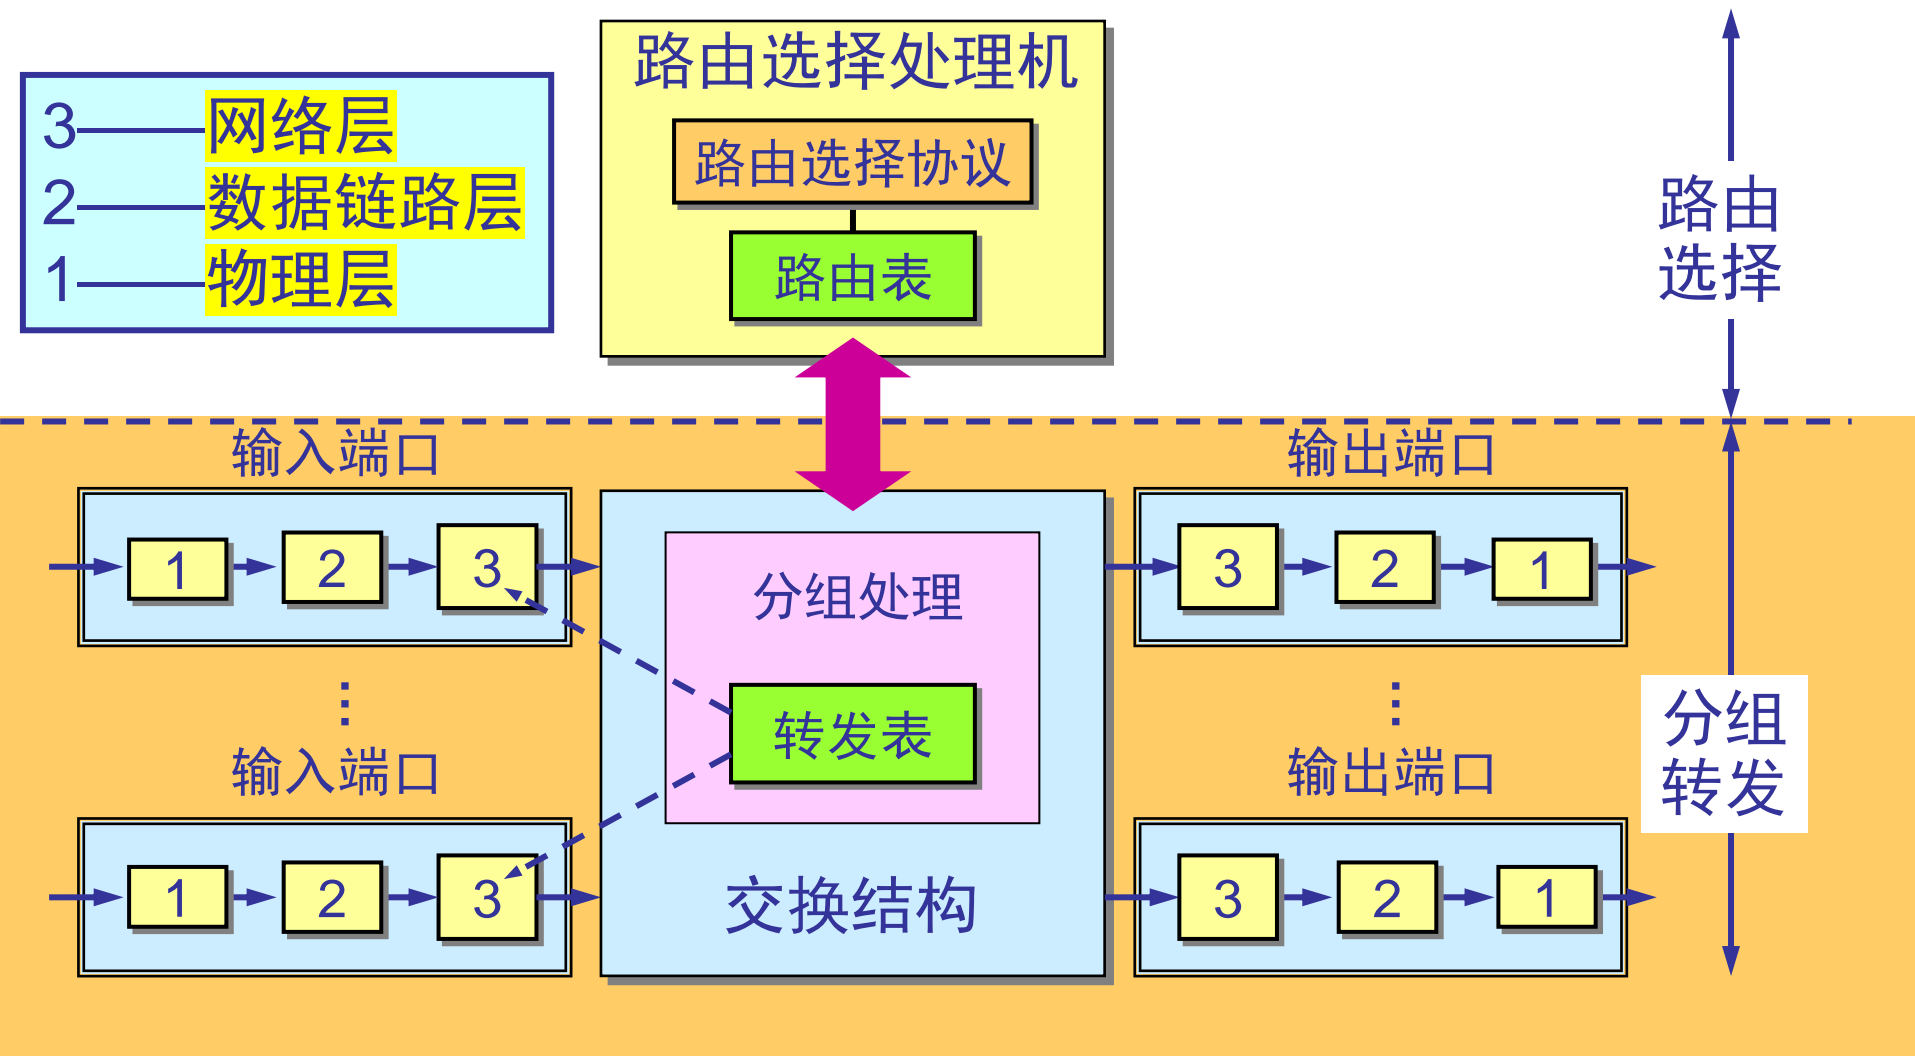 3——网络层
2——数据链路层
1——物理层
路由选择处理机
路由选择协议
路由表
路由
选择
输入端口
1 2 3
⋮
输入端口
1 2 3
分组处理
转发表
交换结构
输出端口
3 2 1
⋮
输出端口
3 2 1
分组
转发